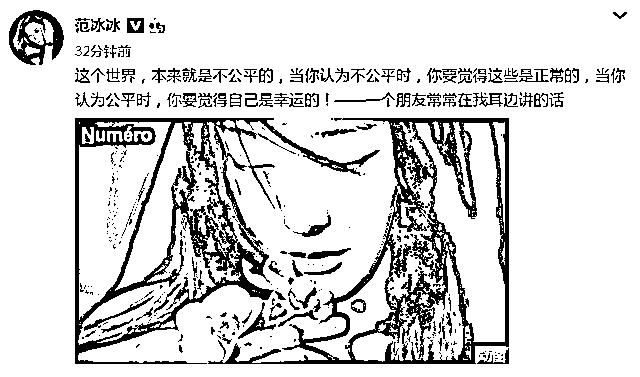 范冰冰
32分钟前
这个世界，本来就是不公平的，当你认为不公平时，你要觉得这些是正常的，当你
认为公平时，你要觉得自己是幸运的！——一个朋友常常在我耳边讲的话
Numéro
动图